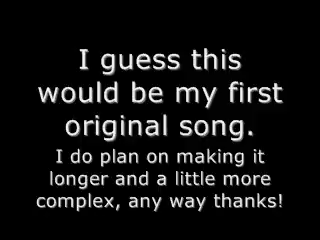 I guess this
would be my first
original song.
I do plan on making it
longer and a little more
complex, any way thanks!